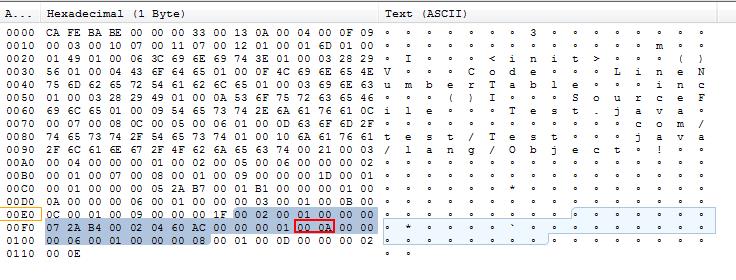 A... Hexadecimal (1 Byte) Text (ASCII)
0000 CA FE BA BE 00 00 00 33 00 13 0A 00 04 00 0F 09 ∘ ∘ ∘ ∘ ∘ ∘ ∘ 3 ∘ ∘ ∘ ∘ ∘ ∘ ∘ ∘
0010 00 03 00 10 07 00 11 07 00 12 01 00 01 6D 01 00 ∘ ∘ ∘ ∘ ∘ ∘ ∘ ∘ ∘ ∘ ∘ ∘ ∘ m ∘ ∘
0020 01 49 01 00 06 3C 69 6E 69 74 3E 01 00 03 28 29 ∘ I ∘ ∘ ∘ < i n i t > ∘ ∘ ∘ ( )
0030 56 01 00 04 43 6F 64 65 01 00 0F 4C 69 6E 65 4E V ∘ ∘ ∘ C o d e ∘ ∘ ∘ L i n e N
0040 75 6D 62 65 72 54 61 62 6C 65 01 00 03 69 6E 63 u m b e r T a b l e ∘ ∘ ∘ i n c
0050 01 00 03 28 29 49 01 00 0A 53 6F 75 72 63 65 46 ∘ ∘ ∘ ( ) I ∘ ∘ ∘ S o u r c e F
0060 69 6C 65 01 00 09 54 65 73 74 2E 6A 61 76 61 0C i l e ∘ ∘ ∘ T e s t . j a v a ∘
0070 00 07 00 08 0C 00 05 00 06 01 00 0D 63 6F 6D 2F ∘ ∘ ∘ ∘ ∘ ∘ ∘ ∘ ∘ ∘ ∘ ∘ c o m /
0080 74 65 73 74 2F 54 65 73 74 01 00 10 6A 61 76 61 t e s t / T e s t ∘ ∘ ∘ j a v a
0090 2F 6C 61 6E 67 2F 4F 62 6A 65 63 74 00 21 00 03 / l a n g / O b j e c t ∘ ! ∘ ∘
00A0 00 04 00 00 00 01 00 02 00 05 00 06 00 00 00 02 ∘ ∘ ∘ ∘ ∘ ∘ ∘ ∘ ∘ ∘ ∘ ∘ ∘ ∘ ∘ ∘
00B0 00 01 00 07 00 08 00 01 00 09 00 00 00 1D 00 01 ∘ ∘ ∘ ∘ ∘ ∘ ∘ ∘ ∘ ∘ ∘ ∘ ∘ ∘ ∘ ∘
00C0 00 01 00 00 00 05 2A B7 00 01 B1 00 00 00 01 00 ∘ ∘ ∘ ∘ ∘ ∘ * ∘ ∘ ∘ ∘ ∘ ∘ ∘ ∘ ∘
00D0 0A 00 00 00 06 00 01 00 00 00 03 00 01 00 0B 00 ∘ ∘ ∘ ∘ ∘ ∘ ∘ ∘ ∘ ∘ ∘ ∘ ∘ ∘ ∘ ∘
00E0 0C 00 01 00 09 00 00 00 1F 00 02 00 01 00 00 00 ∘ ∘ ∘ ∘ ∘ ∘ ∘ ∘ ∘ ∘ ∘ ∘ ∘ ∘ ∘ ∘
00F0 07 2A B4 00 02 04 60 AC 00 00 00 01 00 0A 00 00 ∘ * ∘ ∘ ∘ ∘ ` ∘ ∘ ∘ ∘ ∘ ∘ ∘ ∘ ∘
0100 00 06 00 01 00 00 00 08 00 01 00 0D 00 00 00 02 ∘ ∘ ∘ ∘ ∘ ∘ ∘ ∘ ∘ ∘ ∘ ∘ ∘ ∘ ∘ ∘
0110 00 0E ∘ ∘